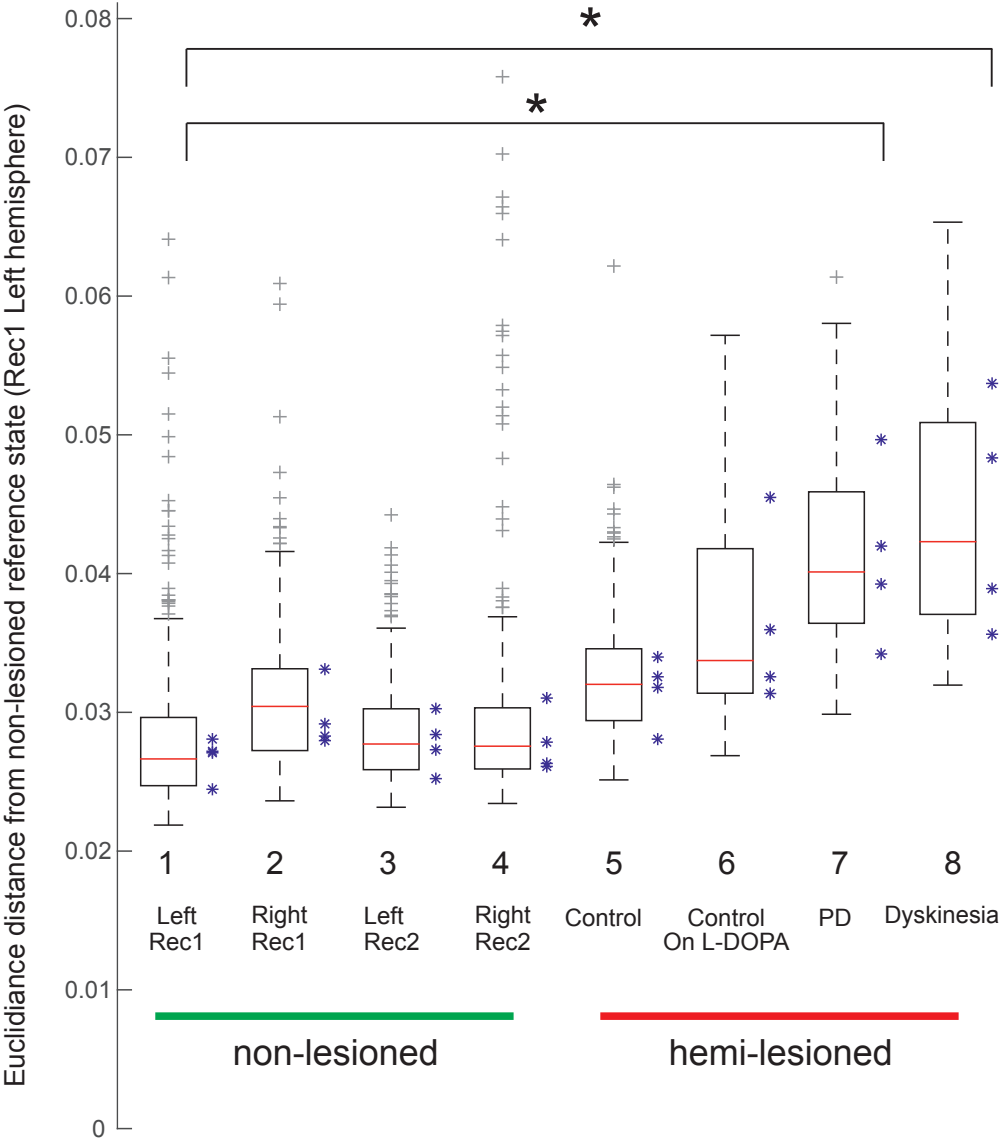 Euclidiance distance from non-lesioned reference state (Rec1 Left hemisphere)
0.08
0.07
0.06
0.05
0.04
0.03
0.02
0.01
0
*
*
1 2 3 4 5 6 7 8
Left Rec1
Right Rec1
Left Rec2
Right Rec2
Control
Control On L-DOPA
PD
Dyskinesia
non-lesioned
hemi-lesioned